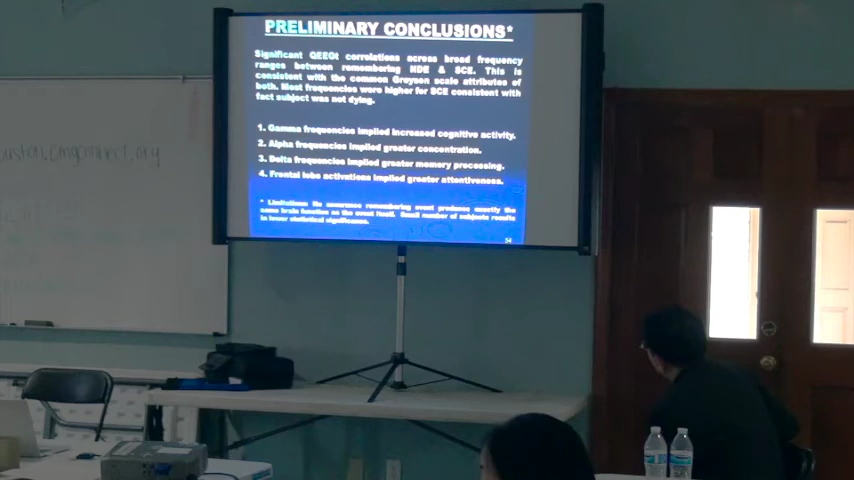 PRELIMINARY CONCLUSIONS*
Significant QEEG correlations across broad frequency
ranges between remembering NDE & SCE. This is
consistent with the common Greyson scale attributes of
both. Most frequencies were higher for SCE consistent with
fact subject was not dying.
1. Gamma frequencies implied increased cognitive activity.
2. Alpha frequencies implied greater concentration.
3. Delta frequencies implied greater memory processing.
4. Frontal lobe activations implied greater attentiveness.
* Limitations: No assurance remembering event produces exactly the
same brain function as the event itself. Small number of subjects results
in lower statistical significance.
54